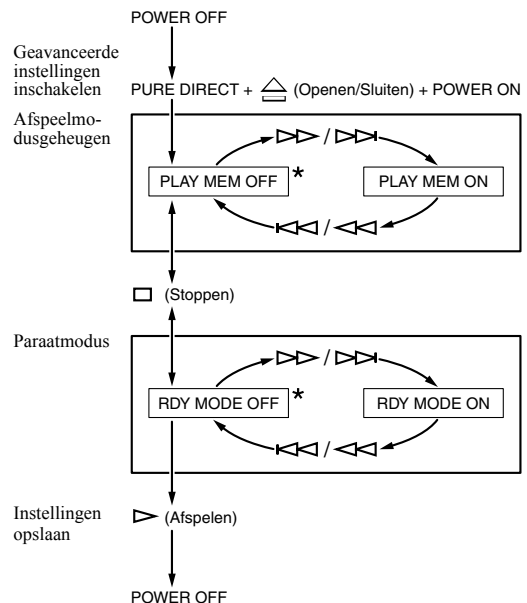 POWER OFF
Geavanceerde
instellingen
inschakelen
PURE DIRECT + (Openen/Sluiten) + POWER ON
Afspeelmo-
dusgeheugen
/
PLAY MEM OFF *
PLAY MEM ON
/
(Stoppen)
Paraatmodus
/
RDY MODE OFF *
RDY MODE ON
/
Instellingen
opslaan
(Afspelen)
POWER OFF